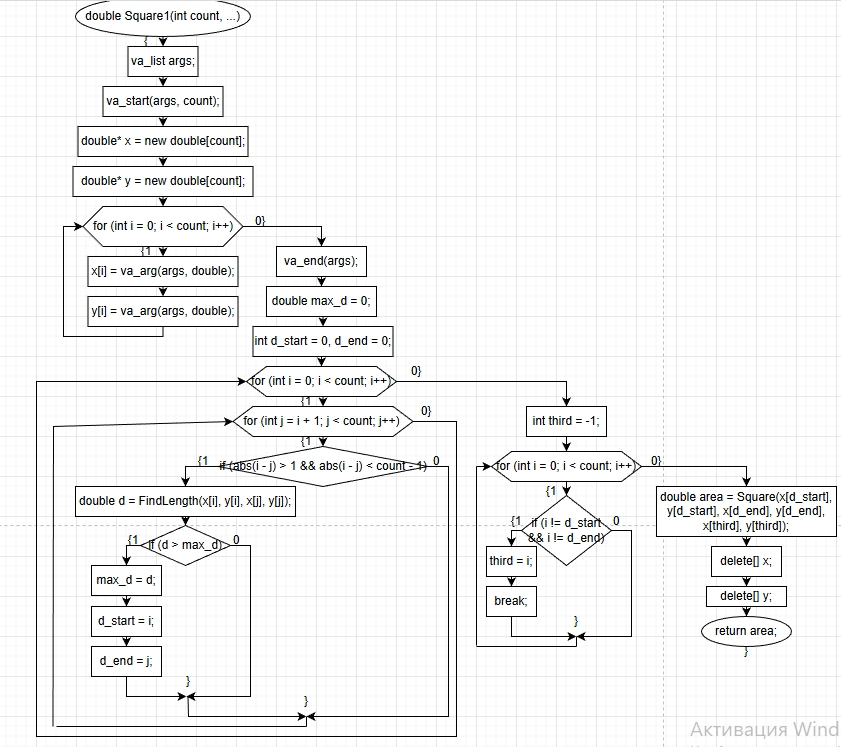 double Square1(int count, ...)
{
va_list args;
va_start(args, count);
double* x = new double[count];
double* y = new double[count];
for (int i = 0; i < count; i++)
0}
{1
x[i] = va_arg(args, double);
y[i] = va_arg(args, double);
va_end(args);
double max_d = 0;
int d_start = 0, d_end = 0;
for (int i = 0; i < count; i++)
0}
{1
for (int j = i + 1; j < count; j++)
0}
{1
if (abs(i - j) > 1 && abs(i - j) < count - 1)
{1
0
double d = FindLength(x[i], y[i], x[j], y[j]);
if (d > max_d)
{1
0
max_d = d;
d_start = i;
d_end = j;
}
}
int third = -1;
for (int i = 0; i < count; i++)
0}
{1
if (i != d_start
&& i != d_end)
{1
0
third = i;
break;
}
double area = Square(x[d_start],
y[d_start], x[d_end], y[d_end],
x[third], y[third]);
delete[] x;
delete[] y;
return area;
}
Активация Wind